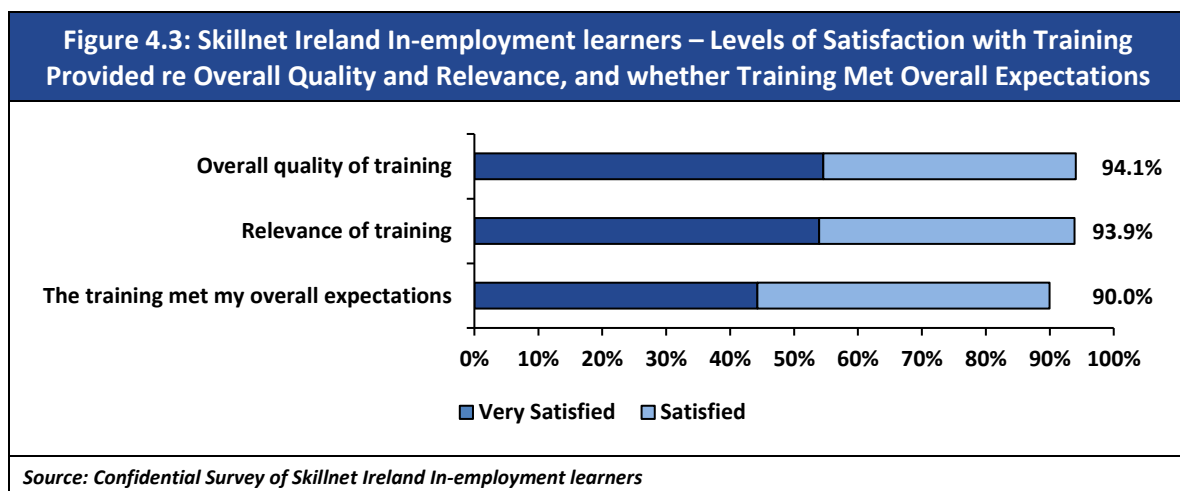 Figure 4.3: Skillnet Ireland In-employment learners – Levels of Satisfaction with Training
Provided re Overall Quality and Relevance, and whether Training Met Overall Expectations
Overall quality of training 94.1%
Relevance of training 93.9%
The training met my overall expectations 90.0%
0% 10% 20% 30% 40% 50% 60% 70% 80% 90% 100%
Very Satisfied Satisfied
Source: Confidential Survey of Skillnet Ireland In-employment learners